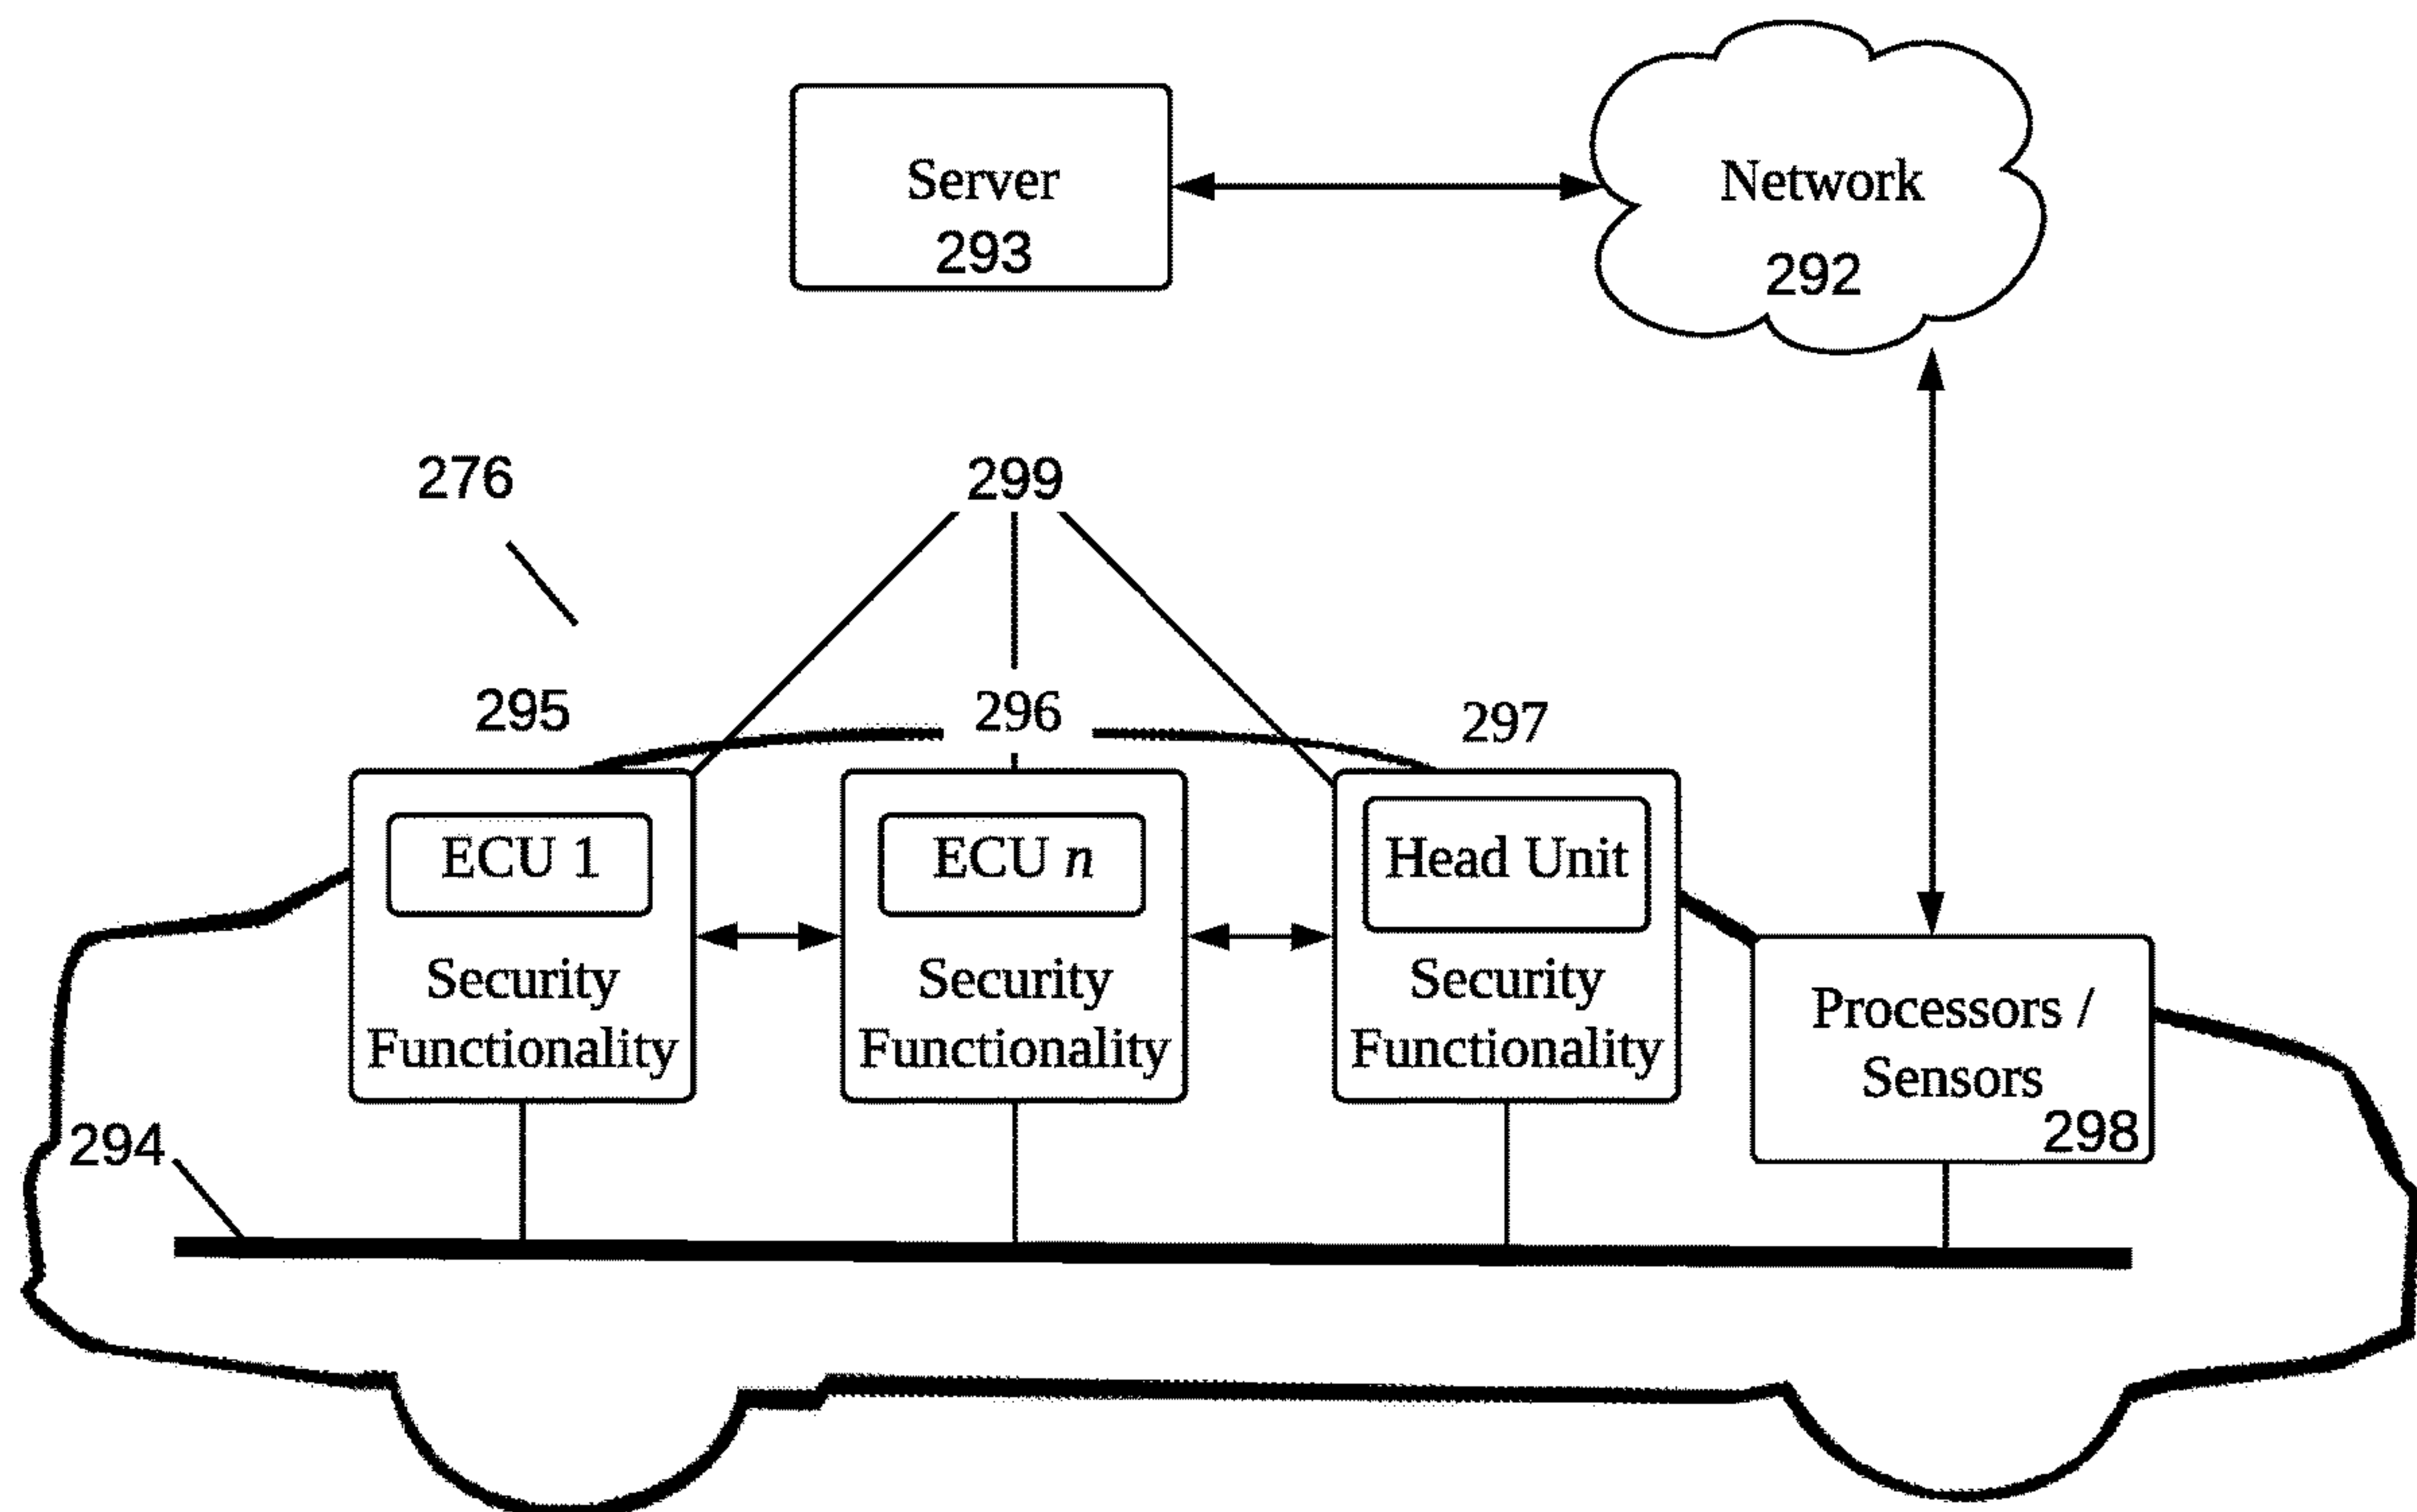 Server
293
Network
292
276
299
295
296
297
ECU 1
Security
Functionality
ECU n
Security
Functionality
Head Unit
Security
Functionality
Processors /
Sensors
298
294